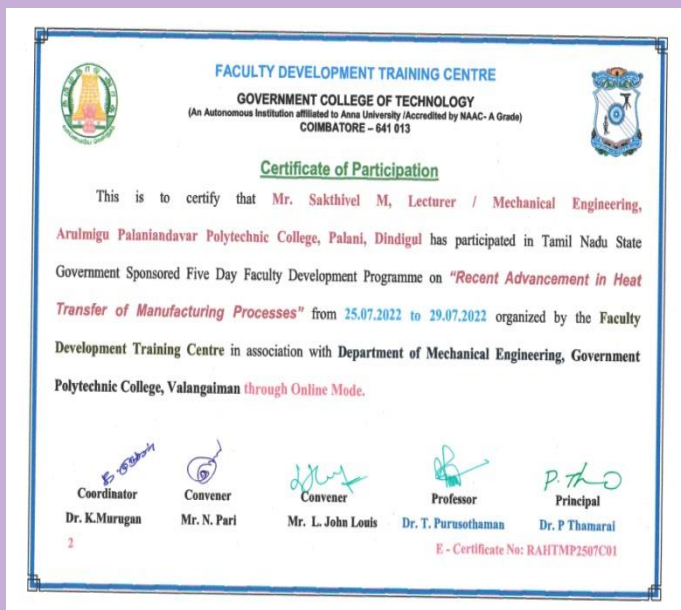 FACULTY DEVELOPMENT TRAINING CENTRE
GOVERNMENT COLLEGE OF TECHNOLOGY
(An Autonomous Institution affiliated to Anna University /Accredited by NAAC- A Grade)
COIMBATORE – 641 013
Certificate of Participation
This is to certify that Mr. Sakthivel M, Lecturer / Mechanical Engineering,
Arulmigu Palaniandavar Polytechnic College, Palani, Dindigul has participated in Tamil Nadu State
Government Sponsored Five Day Faculty Development Programme on "Recent Advancement in Heat
Transfer of Manufacturing Processes" from 25.07.2022 to 29.07.2022 organized by the Faculty
Development Training Centre in association with Department of Mechanical Engineering, Government
Polytechnic College, Valangaiman through Online Mode.
Coordinator Convener Convener Professor Principal
Dr. K.Murugan Mr. N. Pari Mr. L. John Louis Dr. T. Purusothaman Dr. P Thamarai
2 E - Certificate No: RAHTMP2507C01